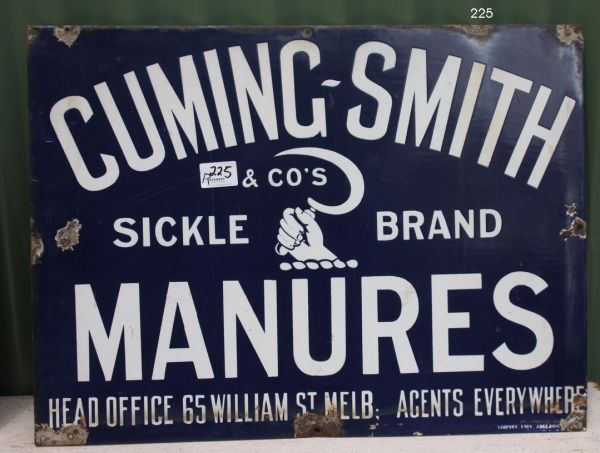 225
CUMING-SMITH
225
& CO'S
SICKLE BRAND
MANURES
HEAD OFFICE 65 WILLIAM ST MELB: AGENTS EVERYWHERE